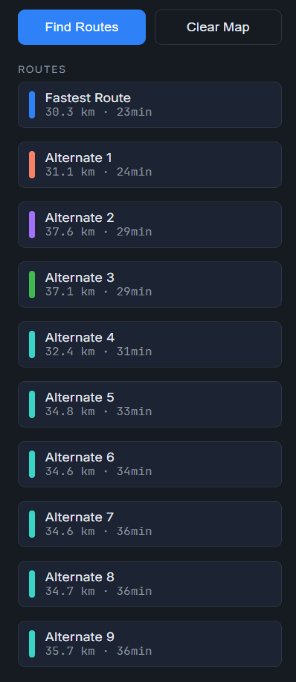 Find Routes
Clear Map
ROUTES
Fastest Route
30.3 km · 23min
Alternate 1
31.1 km · 24min
Alternate 2
37.6 km · 29min
Alternate 3
37.1 km · 29min
Alternate 4
32.4 km · 31min
Alternate 5
34.8 km · 33min
Alternate 6
34.6 km · 34min
Alternate 7
34.6 km · 36min
Alternate 8
34.7 km · 36min
Alternate 9
35.7 km · 36min